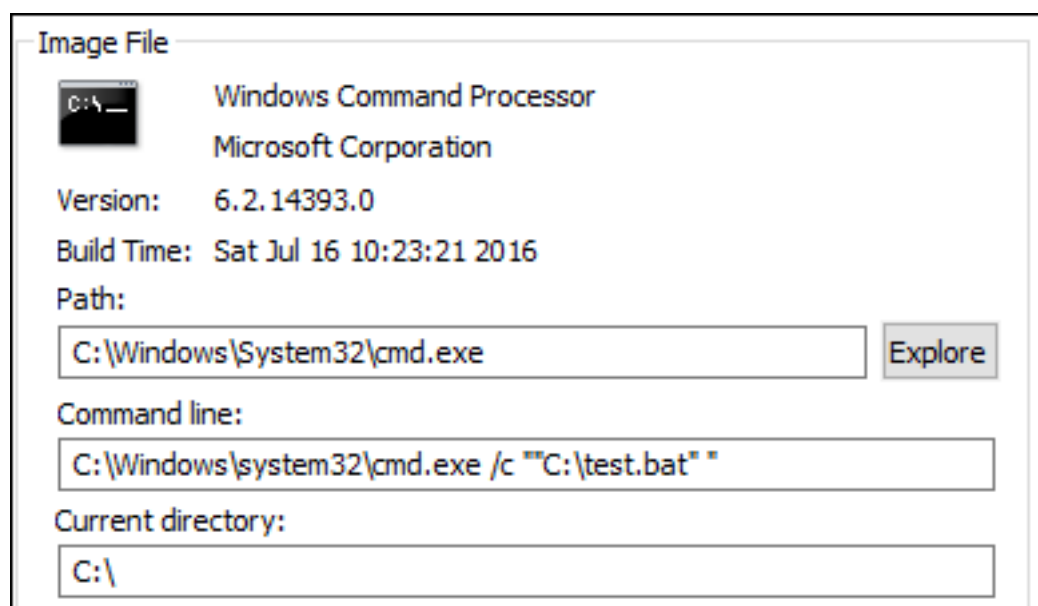 Image File
C:\
Windows Command Processor
Microsoft Corporation
Version: 6.2.14393.0
Build Time: Sat Jul 16 10:23:21 2016
Path:
C:\Windows\System32\cmd.exe Explore
Command line:
C:\Windows\system32\cmd.exe /c ""C:\test.bat" "
Current directory:
C:\